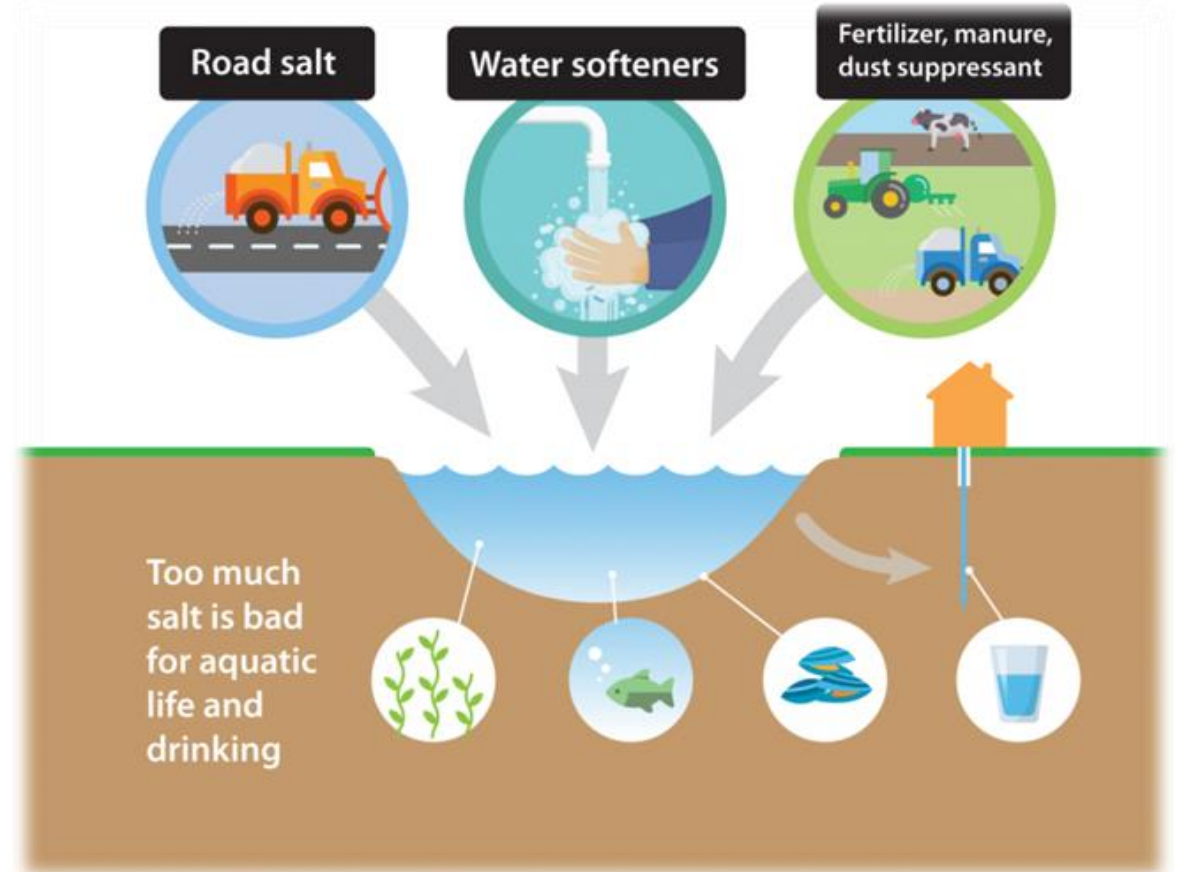 Road salt
Water softeners
Fertilizer, manure,
dust suppressant
Too much
salt is bad
for aquatic
life and
drinking